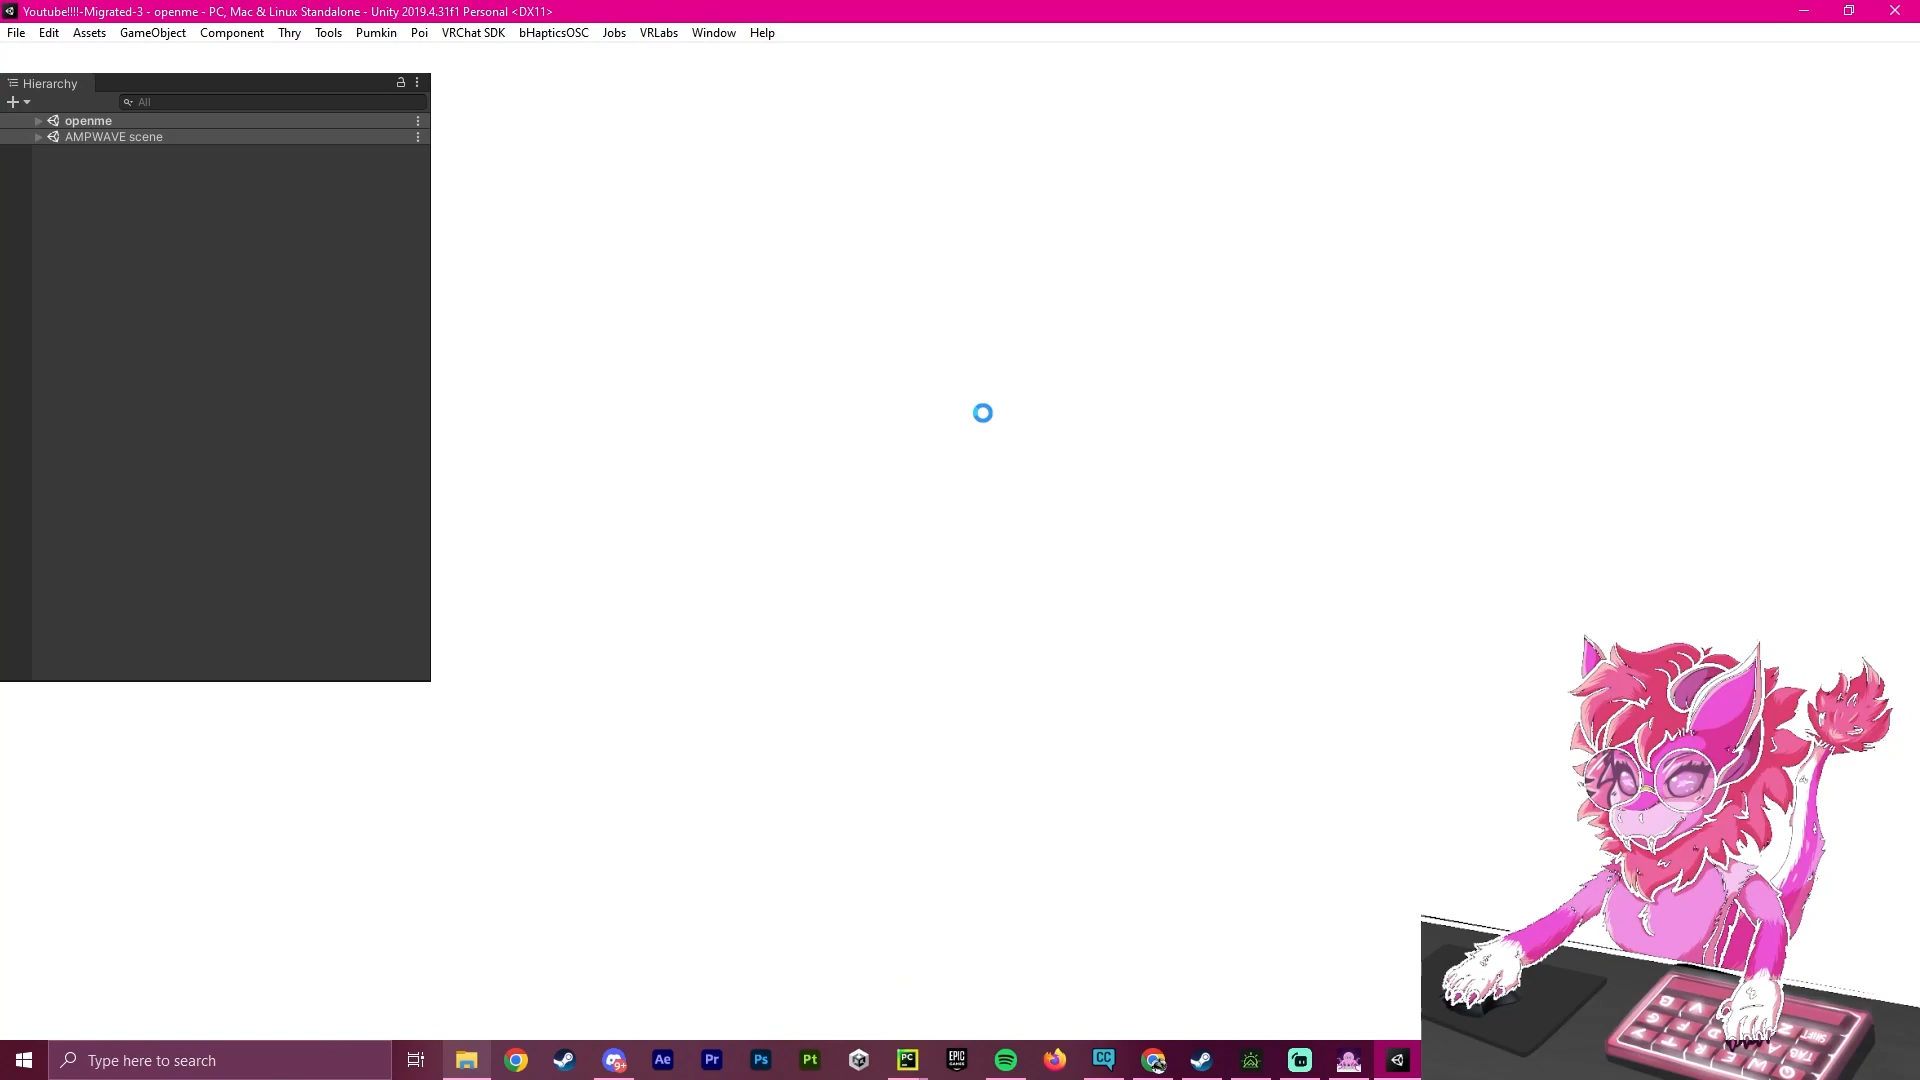 Youtube!!!!-Migrated-3 - openme - PC, Mac & Linux Standalone - Unity 2019.4.31f1 Personal <DX11>
File Edit Assets GameObject Component Thry Tools Pumkin Poi VRChat SDK bHapticsOSC Jobs VRLabs Window Help
Hierarchy
All
openme
AMPWAVE scene
Type here to search
9+
Ae
Pr
Ps
Pt
PC
EPIC GAMES
CC